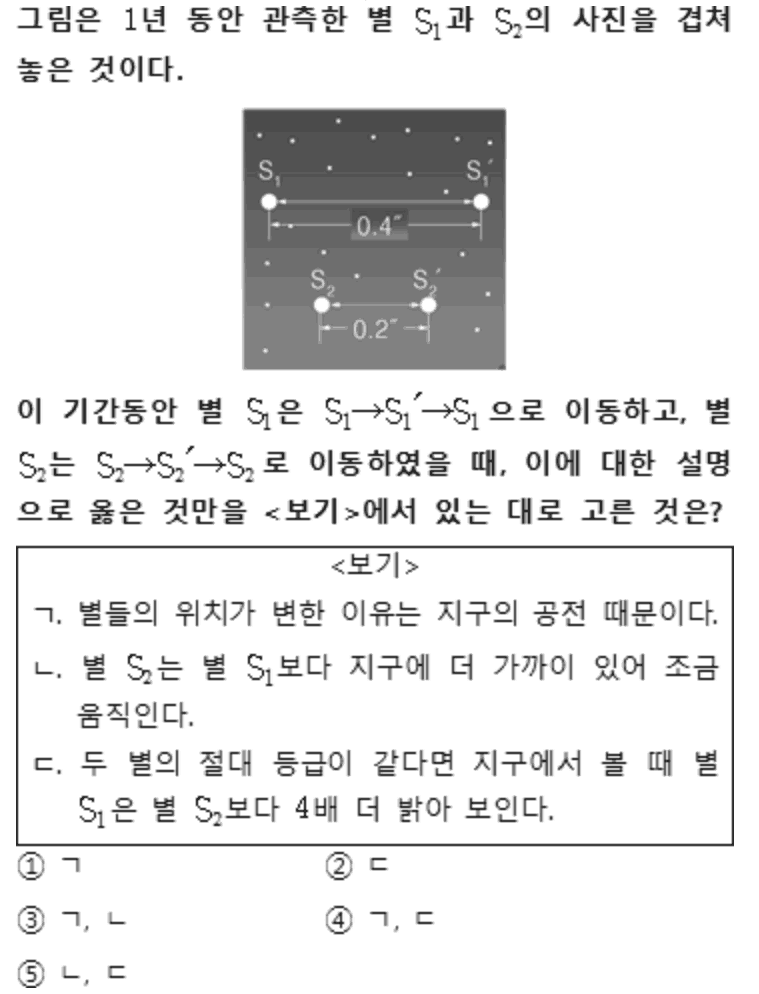 그림은 1년 동안 관측한 별 S₁과 S₂의 사진을 겹쳐
놓은 것이다.
S₁ S₁′
0.4″
S₂ S₂′
0.2″
이 기간동안 별 S₁은 S₁→S₁′→S₁으로 이동하고, 별
S₂는 S₂→S₂′→S₂로 이동하였을 때, 이에 대한 설명
으로 옳은 것만을 <보기>에서 있는 대로 고른 것은?
<보기>
ㄱ. 별들의 위치가 변한 이유는 지구의 공전 때문이다.
ㄴ. 별 S₂는 별 S₁보다 지구에 더 가까이 있어 조금
움직인다.
ㄷ. 두 별의 절대 등급이 같다면 지구에서 볼 때 별
S₁은 별 S₂보다 4배 더 밝아 보인다.
① ㄱ ② ㄷ
③ ㄱ, ㄴ ④ ㄱ, ㄷ
⑤ ㄴ, ㄷ